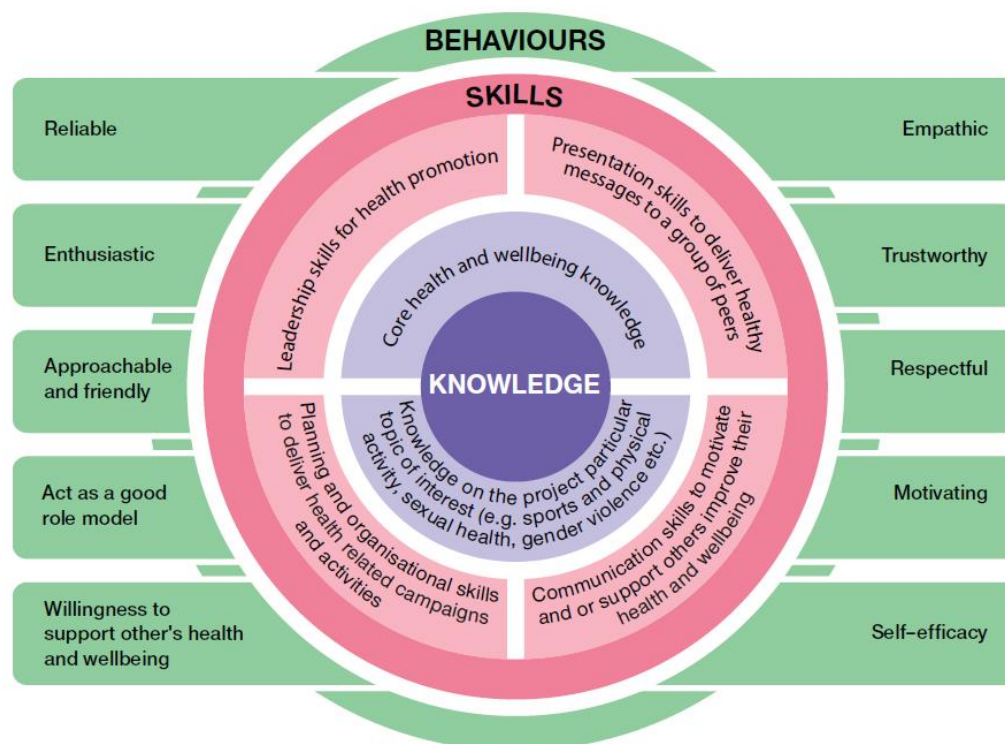 BEHAVIOURS
SKILLS
Reliable
Enthusiastic
Approachable
and friendly
Act as a good
role model
Willingness to
support other's health
and wellbeing
Leadership skills for health promotion
Presentation skills to deliver healthy
messages to a group of peers
Core health and wellbeing knowledge
KNOWLEDGE
Knowledge on the project particular
topic of interest (e.g. sports and physical
activity, sexual health, gender violence etc.)
Planning and organisational skills
to deliver health related campaigns
and activities
Communication skills to motivate
and or support others improve their
health and wellbeing
Empathic
Trustworthy
Respectful
Motivating
Self-efficacy